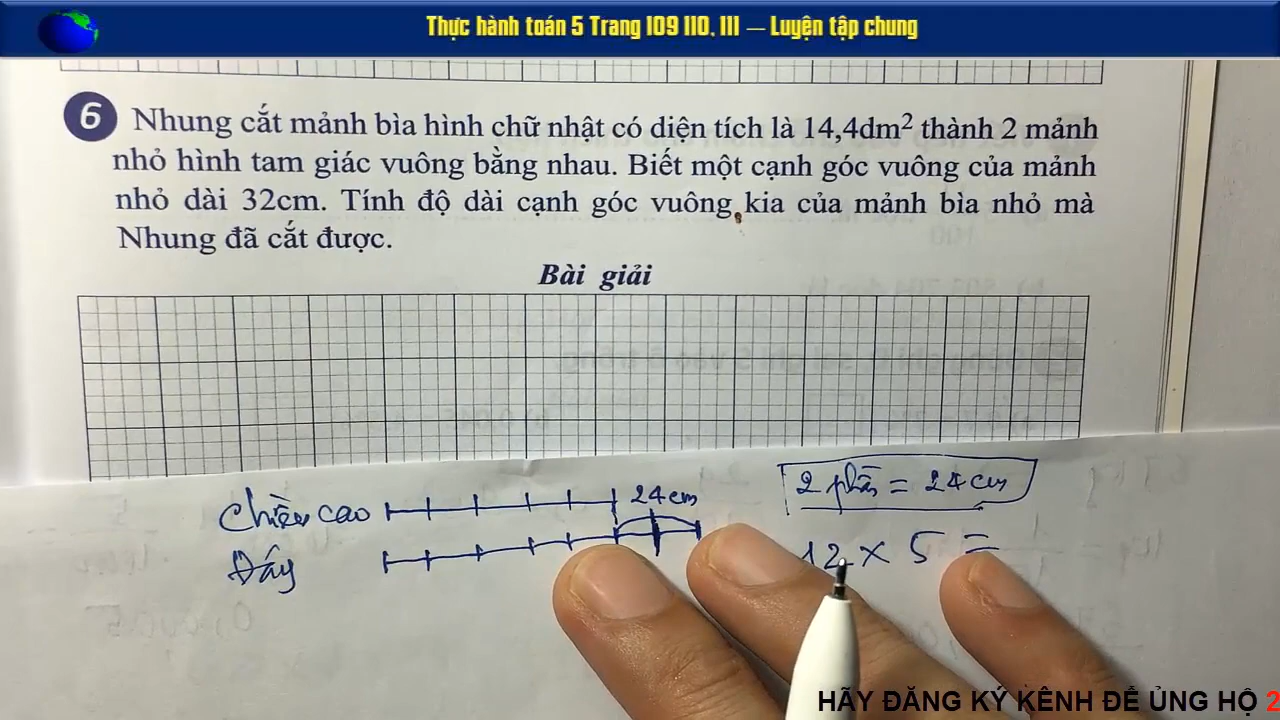 Thực hành toán 5 Trang 109 110, 111 – Luyện tập chung
6 Nhung cắt mảnh bìa hình chữ nhật có diện tích là 14,4dm² thành 2 mảnh
nhỏ hình tam giác vuông bằng nhau. Biết một cạnh góc vuông của mảnh
nhỏ dài 32cm. Tính độ dài cạnh góc vuông kia của mảnh bìa nhỏ mà
Nhung đã cắt được.
Bài giải
Chiều cao
24cm
2 phần = 24cm
Đáy
12 x 5 =
HÃY ĐĂNG KÝ KÊNH ĐỂ ỦNG HỘ 2